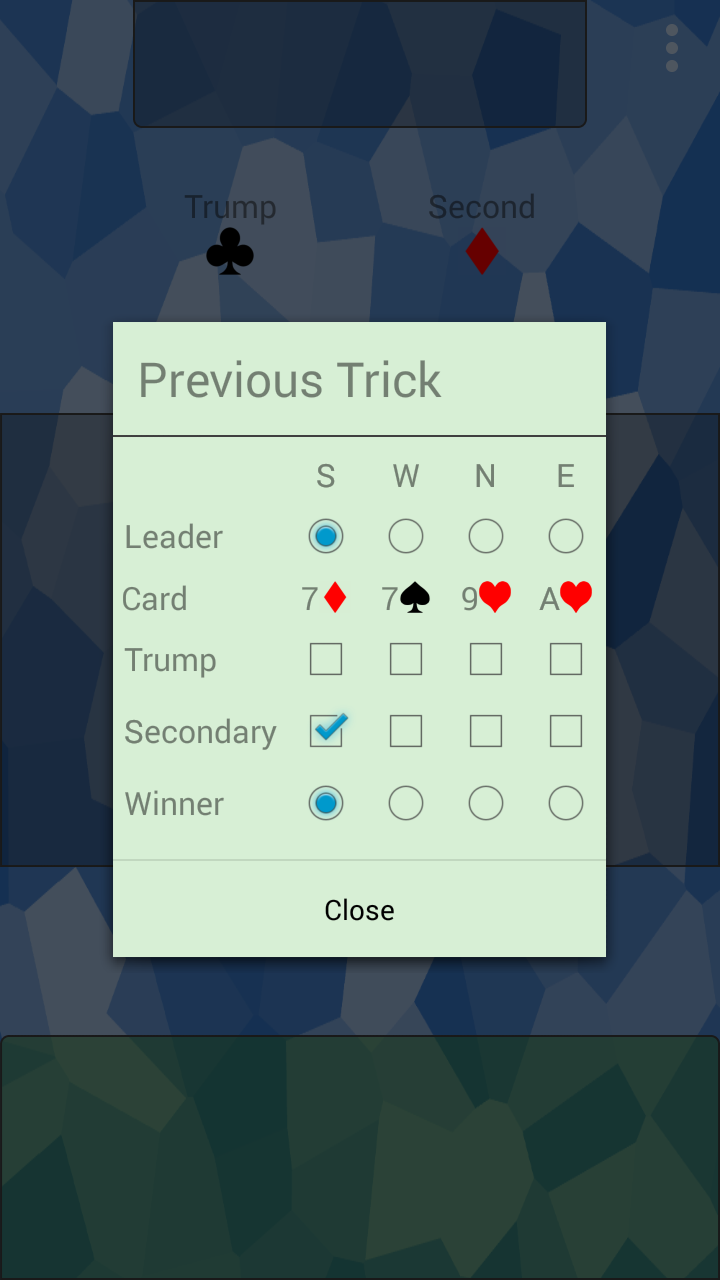 Trump Second
♣ ♦
Previous Trick
S W N E
Leader
Card 7♦ 7♠ 9♥ A♥
Trump
Secondary
Winner
Close